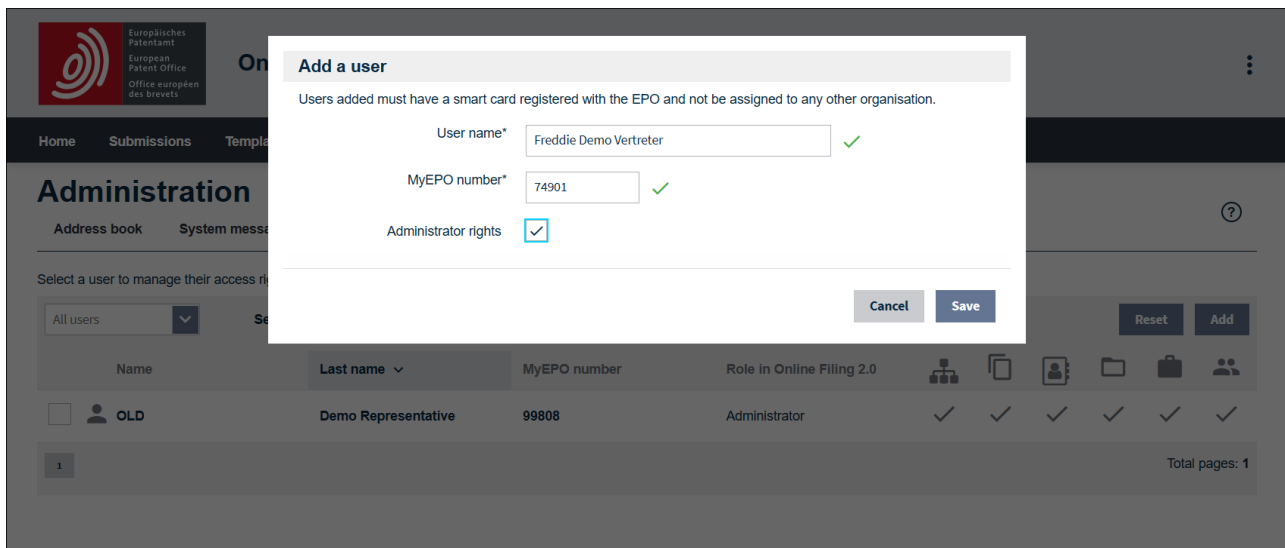 Europäisches
Patentamt
European
Patent Office
Office européen
des brevets
On
Add a user
Users added must have a smart card registered with the EPO and not be assigned to any other organisation.
User name* Freddie Demo Vertreter
MyEPO number* 74901
Administrator rights
Cancel Save
Home Submissions Templa
Administration
Address book System messa
Select a user to manage their access ri
All users Se Reset Add
Name Last name MyEPO number Role in Online Filing 2.0
OLD Demo Representative 99808 Administrator
1 Total pages: 1